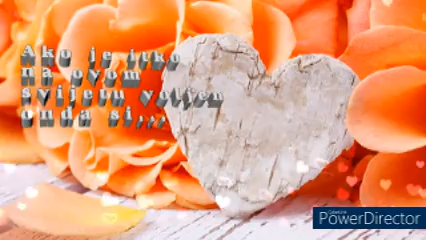 Ako je itko
na ovom
svijetu voljen
onda si,,,
PowerDirector